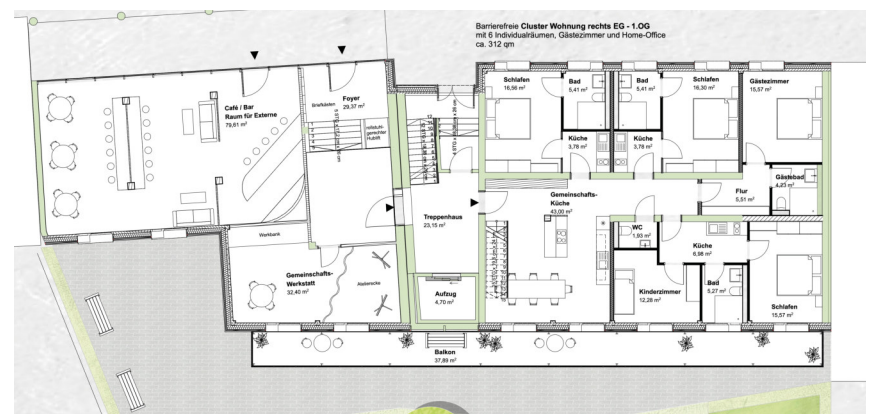 Barrierefreie Cluster Wohnung rechts EG - 1.OG
mit 6 Individualräumen, Gästezimmer und Home-Office
ca. 312 qm
Café / Bar
Raum für Externe
79,61 m²
Foyer
29,37 m²
Briefkästen
rollstuhl-
gerechter
Hublift
Schlafen
16,56 m²
Bad
5,41 m²
Bad
5,41 m²
Schlafen
16,30 m²
Gästezimmer
15,57 m²
Küche
3,78 m²
Küche
3,78 m²
Gästebad
4,23 m²
Flur
5,51 m²
Gemeinschafts-
Küche
43,00 m²
Treppenhaus
23,15 m²
WC
1,93 m²
Küche
6,98 m²
Werkbank
Gemeinschafts-
Werkstatt
32,40 m²
Atelierecke
Aufzug
4,70 m²
Kinderzimmer
12,28 m²
Bad
5,27 m²
Schlafen
15,57 m²
Balkon
37,89 m²